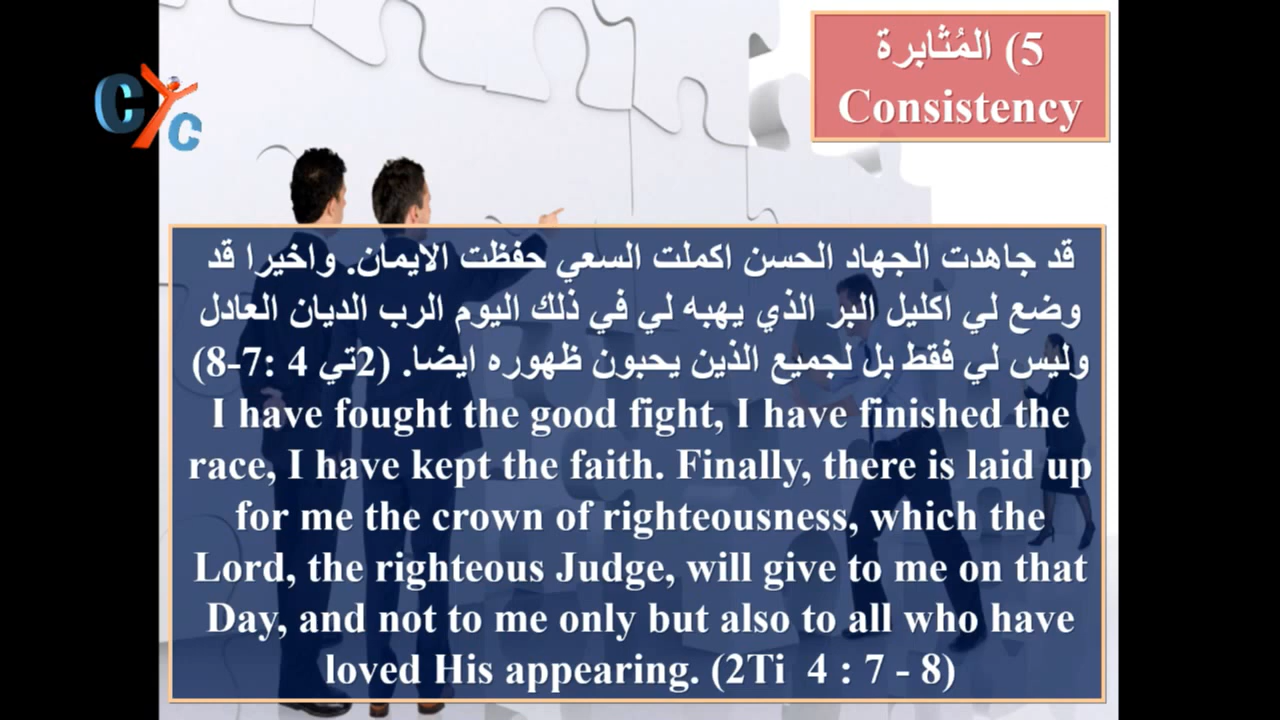 5) المُثابرة
Consistency
CYC
قد جاهدت الجهاد الحسن اكملت السعي حفظت الايمان. واخيرا قد
وضع لي اكليل البر الذي يهبه لي في ذلك اليوم الرب الديان العادل
وليس لي فقط بل لجميع الذين يحبون ظهوره ايضا. (2تي 4 :7-8)
I have fought the good fight, I have finished the
race, I have kept the faith. Finally, there is laid up
for me the crown of righteousness, which the
Lord, the righteous Judge, will give to me on that
Day, and not to me only but also to all who have
loved His appearing. (2Ti  4 : 7 - 8)